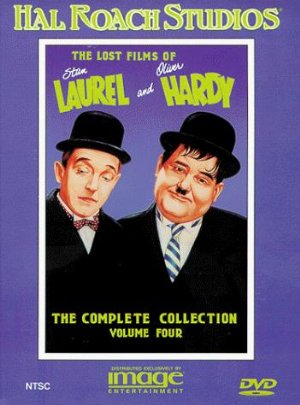 HAL ROACH STUDIOS®
THE LOST FILMS OF
Stan Oliver
LAUREL and HARDY
THE COMPLETE COLLECTION
VOLUME FOUR
NTSC
DISTRIBUTED EXCLUSIVELY BY
image
ENTERTAINMENT
DVD